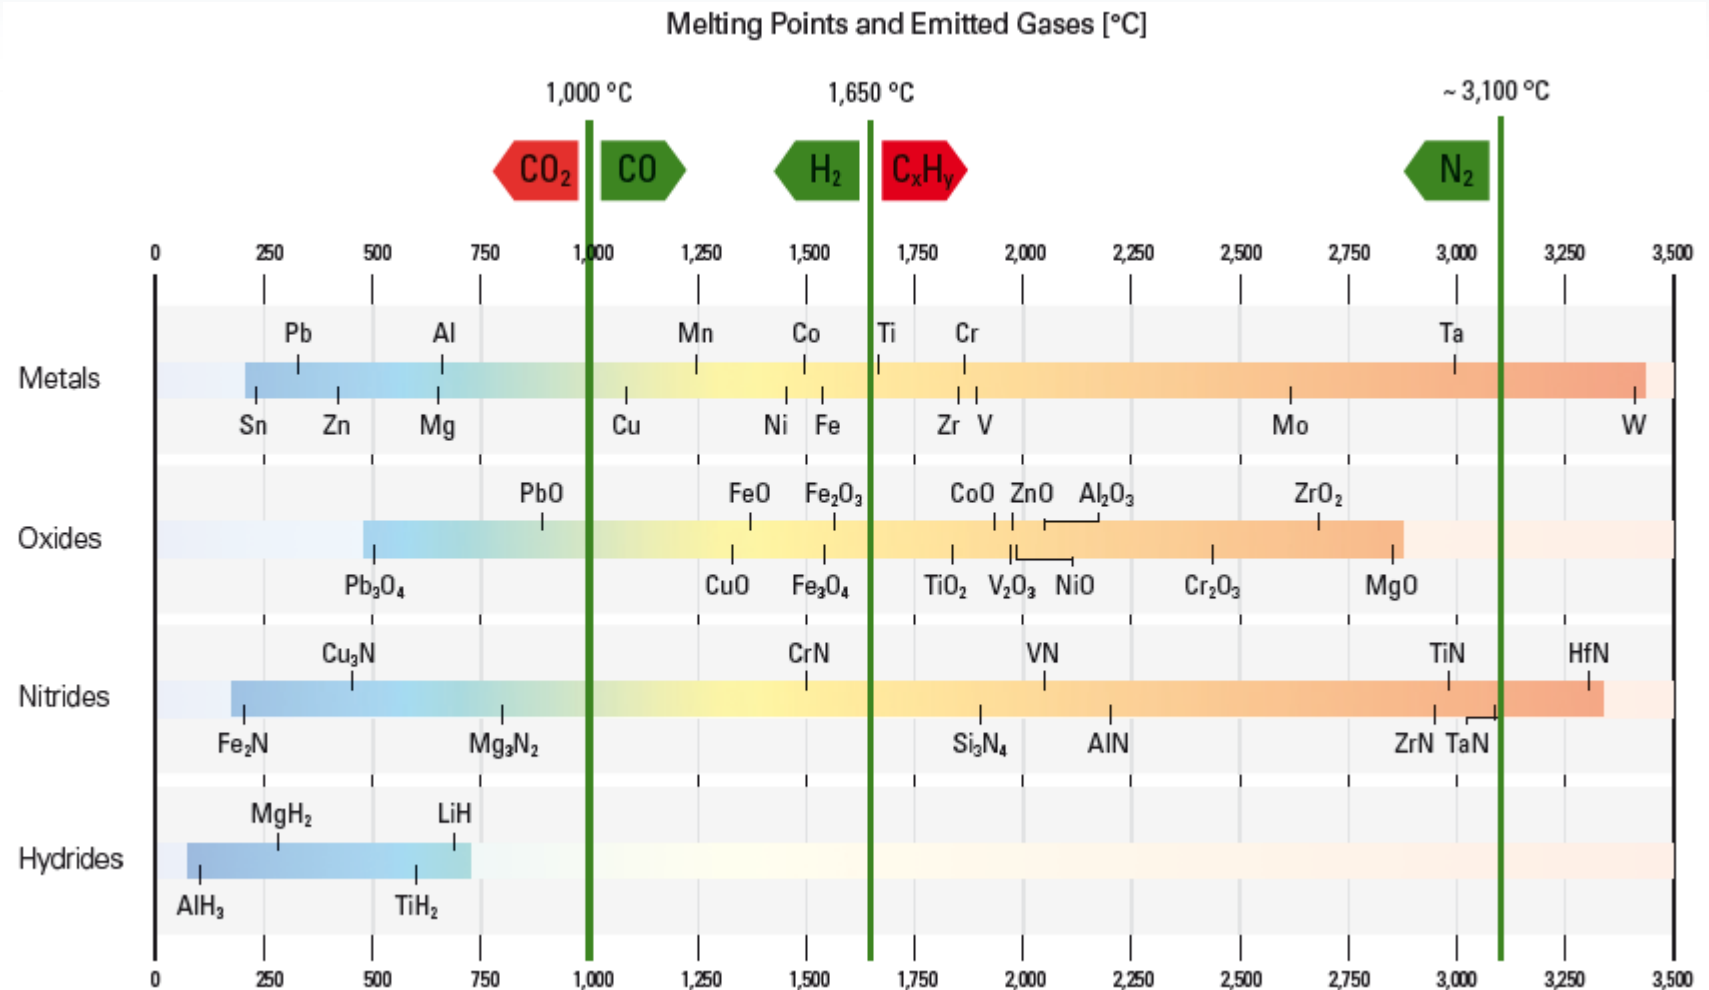 Melting Points and Emitted Gases [°C]
1,000 °C 1,650 °C ~ 3,100 °C
CO₂ CO H₂ CₓHᵧ N₂
0 250 500 750 1,000 1,250 1,500 1,750 2,000 2,250 2,500 2,750 3,000 3,250 3,500
Pb Al Mn Co Ti Cr Ta
Metals
Sn Zn Mg Cu Ni Fe Zr V Mo W
PbO FeO Fe₂O₃ CoO ZnO Al₂O₃ ZrO₂
Oxides
Pb₃O₄ CuO Fe₃O₄ TiO₂ V₂O₃ NiO Cr₂O₃ MgO
Cu₃N CrN VN TiN HfN
Nitrides
Fe₂N Mg₃N₂ Si₃N₄ AlN ZrN TaN
MgH₂ LiH
Hydrides
AlH₃ TiH₂
0 250 500 750 1,000 1,250 1,500 1,750 2,000 2,250 2,500 2,750 3,000 3,250 3,500